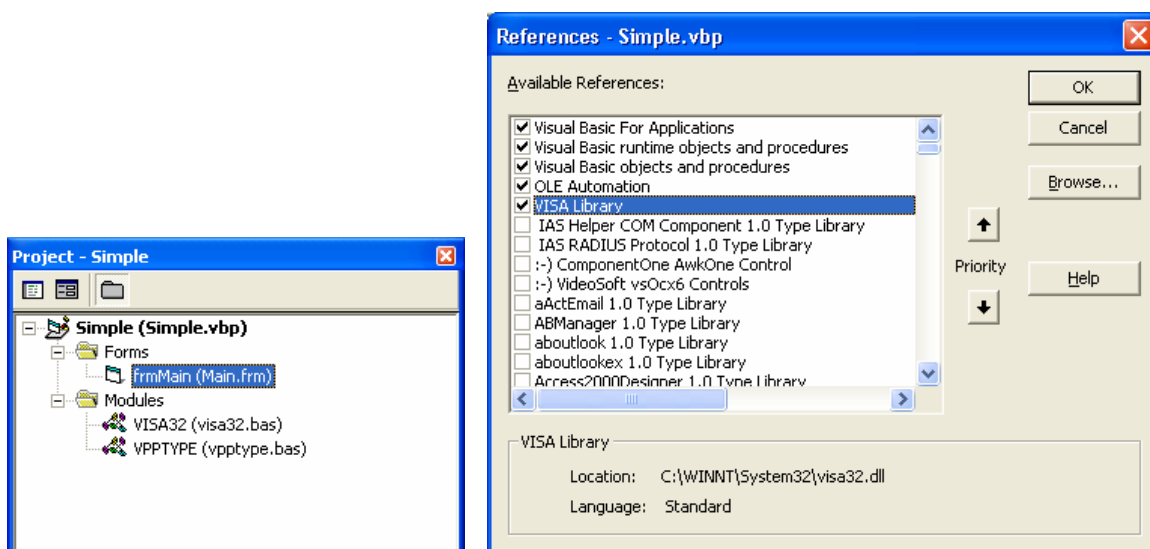 Project - Simple
Simple (Simple.vbp)
Forms
frmMain (Main.frm)
Modules
VISA32 (visa32.bas)
VPPTYPE (vpptype.bas)
References - Simple.vbp
Available References:
Visual Basic For Applications
Visual Basic runtime objects and procedures
Visual Basic objects and procedures
OLE Automation
VISA Library
IAS Helper COM Component 1.0 Type Library
IAS RADIUS Protocol 1.0 Type Library
:-) ComponentOne AwkOne Control
:-) VideoSoft vsOcx6 Controls
aActEmail 1.0 Type Library
ABManager 1.0 Type Library
aboutlook 1.0 Type Library
aboutlookex 1.0 Type Library
Access2000Designer 1.0 Type Library
OK
Cancel
Browse...
Priority
Help
VISA Library
Location: C:\WINNT\System32\visa32.dll
Language: Standard